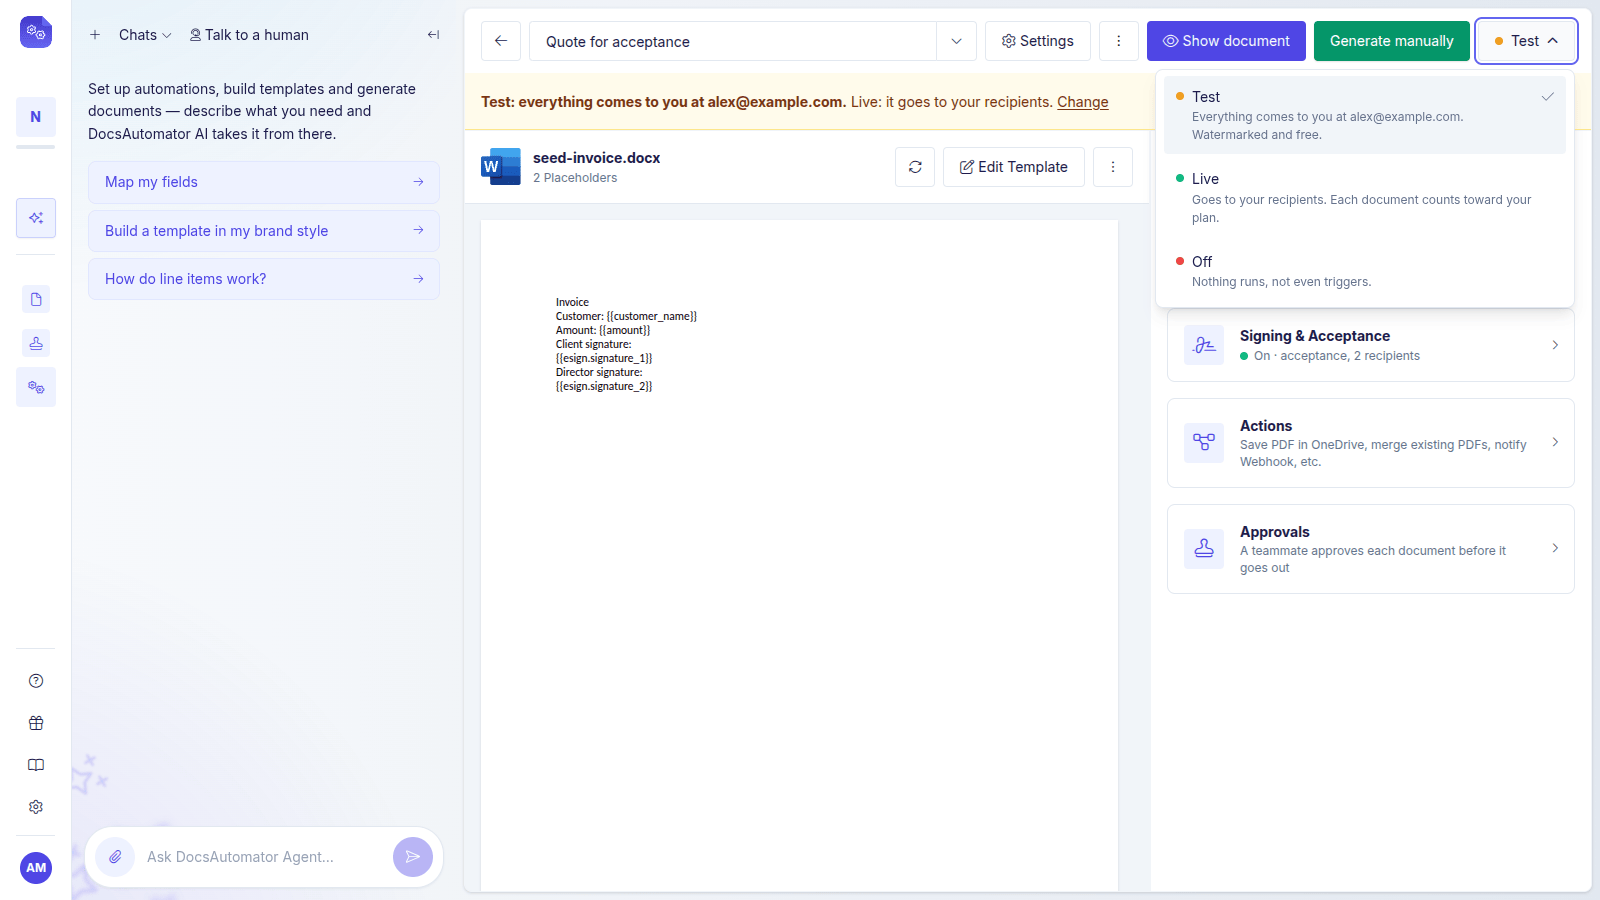 Chats
Talk to a human
N
Set up automations, build templates and generate
documents — describe what you need and
DocsAutomator AI takes it from there.
Map my fields
Build a template in my brand style
How do line items work?
Ask DocsAutomator Agent...
AM
Quote for acceptance
Settings
Show document
Generate manually
Test
Test: everything comes to you at alex@example.com. Live: it goes to your recipients. Change
W
seed-invoice.docx
2 Placeholders
Edit Template
Invoice
Customer: {{customer_name}}
Amount: {{amount}}
Client signature:
{{esign.signature_1}}
Director signature:
{{esign.signature_2}}
Test
Everything comes to you at alex@example.com.
Watermarked and free.
Live
Goes to your recipients. Each document counts toward your
plan.
Off
Nothing runs, not even triggers.
Signing & Acceptance
On · acceptance, 2 recipients
Actions
Save PDF in OneDrive, merge existing PDFs, notify
Webhook, etc.
Approvals
A teammate approves each document before it
goes out